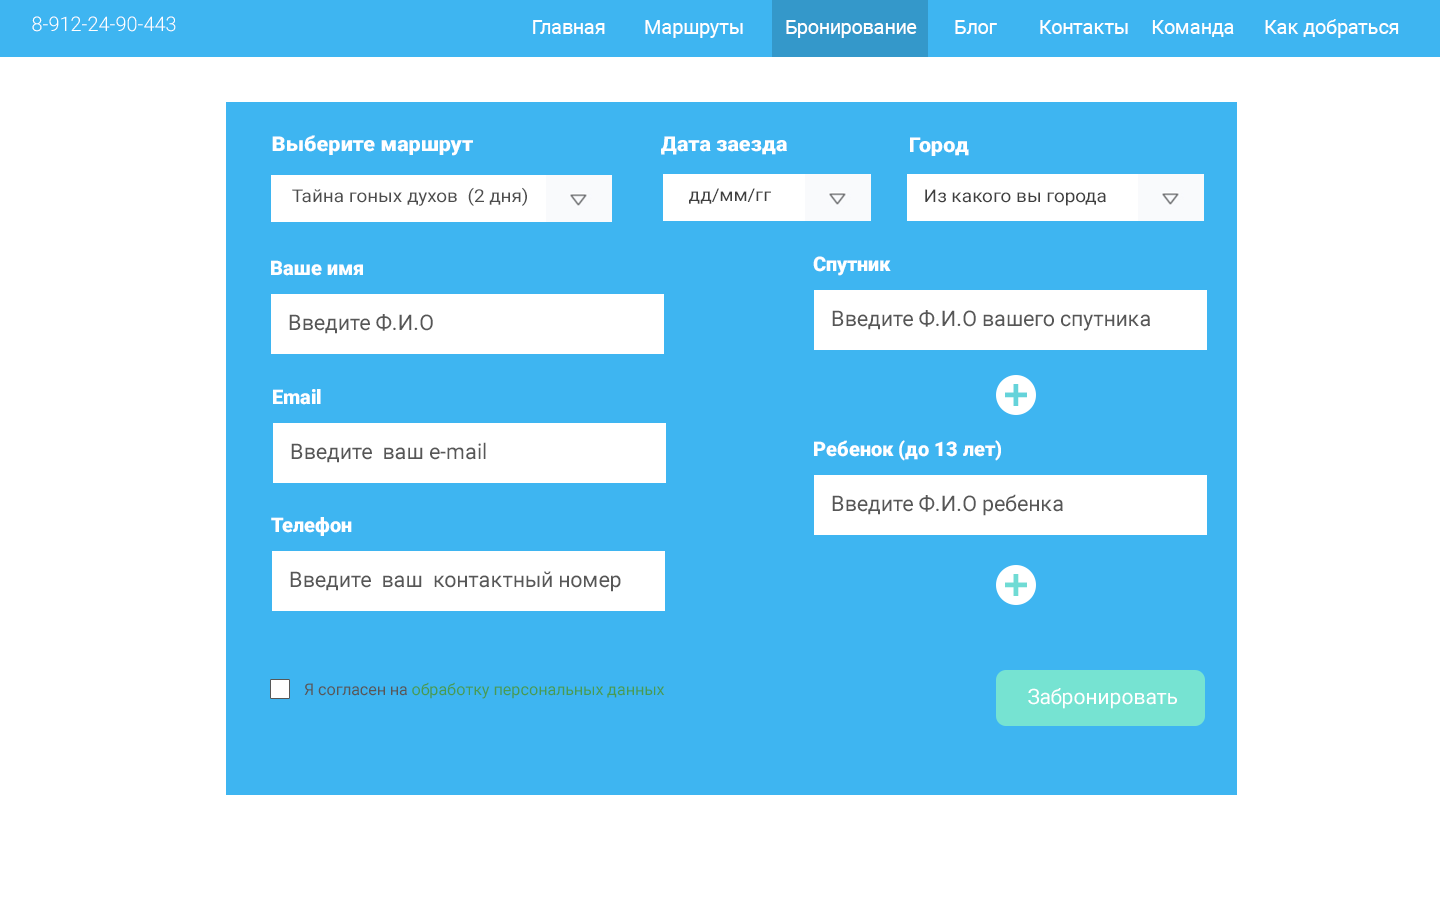 8-912-24-90-443
Главная Маршруты Бронирование Блог Контакты Команда Как добраться
Выберите маршрут Дата заезда Город
Тайна гоных духов (2 дня) дд/мм/гг Из какого вы города
Ваше имя
Введите Ф.И.О
Email
Введите ваш e-mail
Телефон
Введите ваш контактный номер
Спутник
Введите Ф.И.О вашего спутника
Ребенок (до 13 лет)
Введите Ф.И.О ребенка
Я согласен на обработку персональных данных
Забронировать